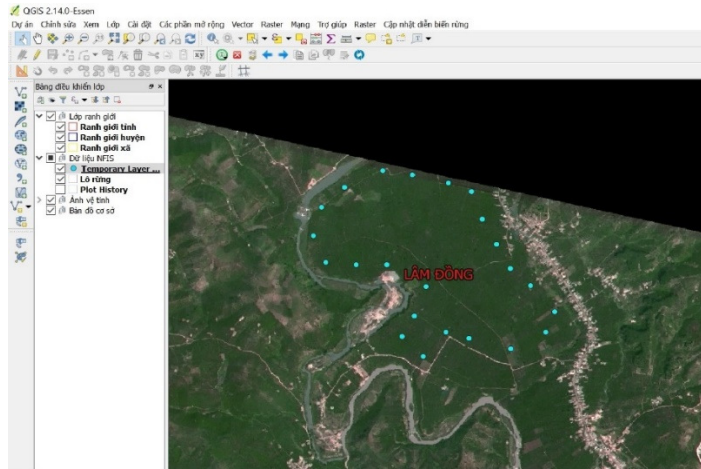 QGIS 2.14.0-Essen
Dự án Chỉnh sửa Xem Lớp Cài đặt Các phần mở rộng Vector Raster Mạng Trợ giúp Raster Cập nhật diễn biến rừng
Bảng điều khiển lớp
Lớp ranh giới
Ranh giới tỉnh
Ranh giới huyện
Ranh giới xã
Dữ liệu NFIS
Temporary Layer ...
Lô rừng
Plot History
Ảnh vệ tinh
Bản đồ cơ sở
LÂM ĐỒNG